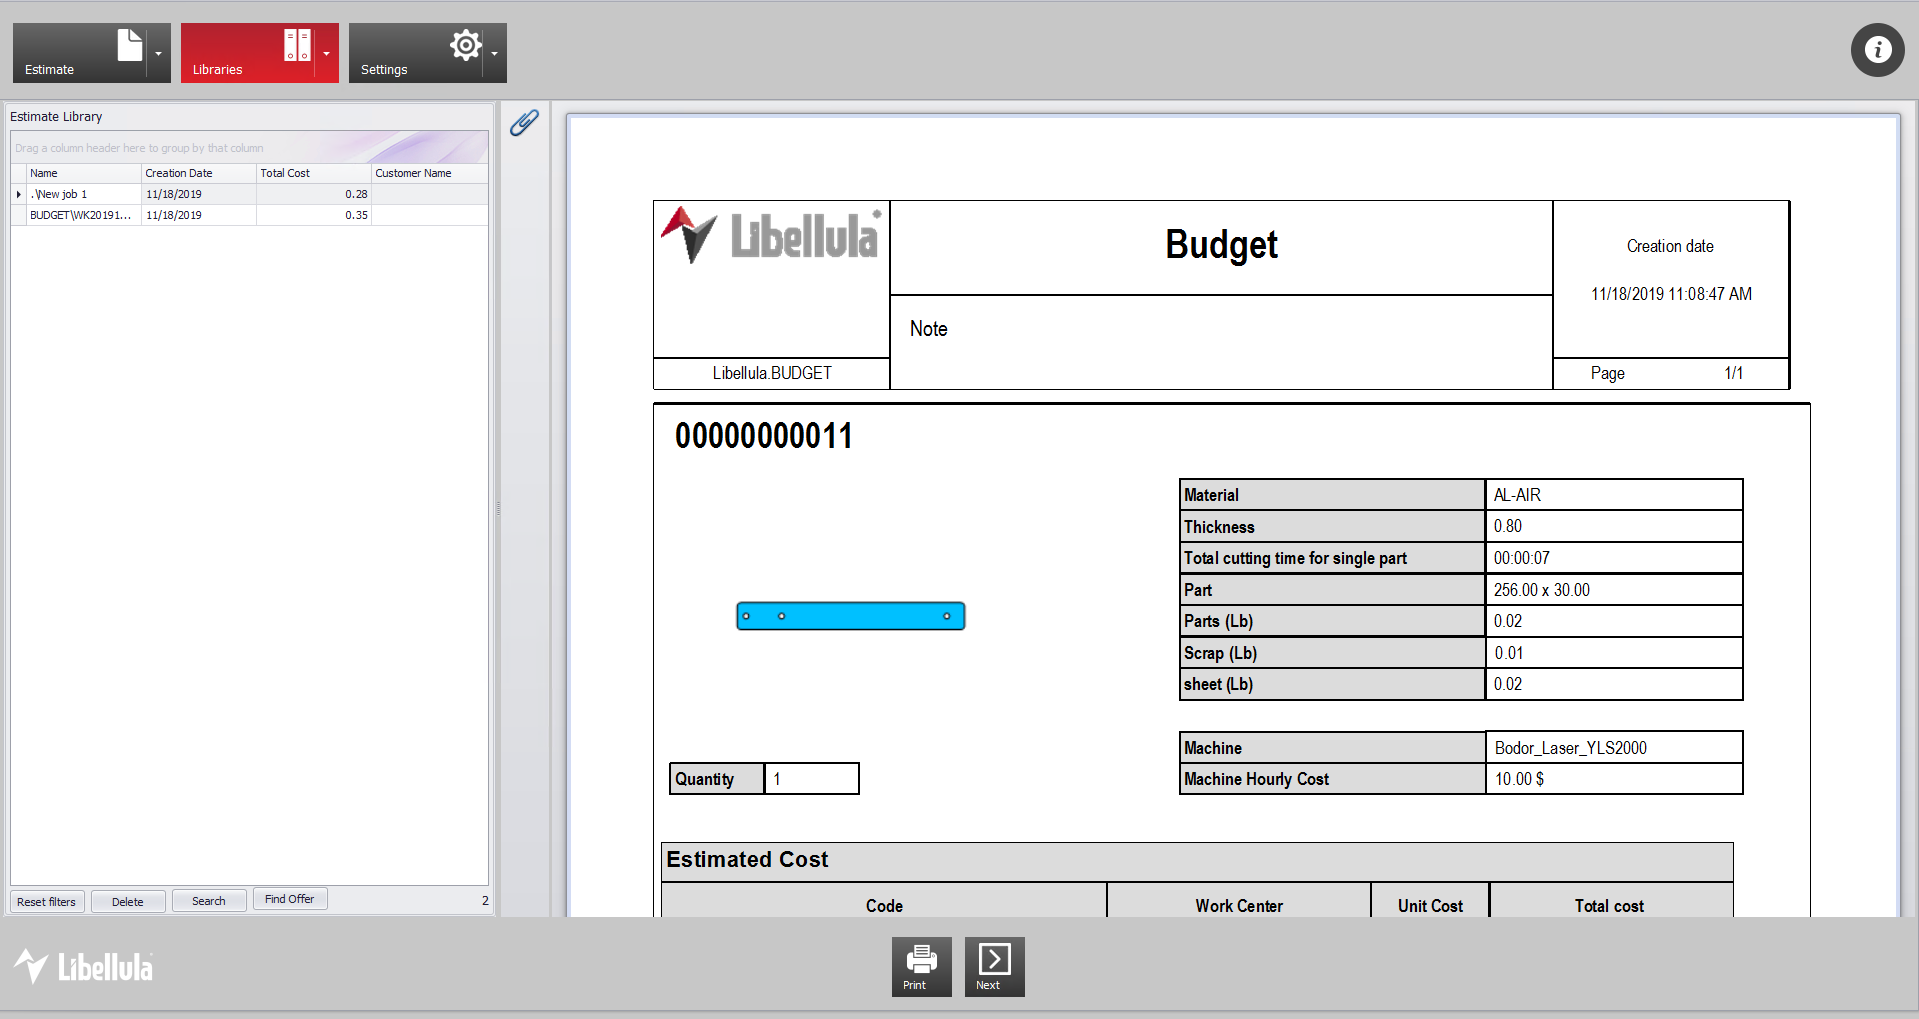 Estimate
Libraries
Settings
Estimate Library
Drag a column header here to group by that column
Name Creation Date Total Cost Customer Name
.\New job 1 11/18/2019 0.28
BUDGET\WK20191... 11/18/2019 0.35
Reset filters Delete Search Find Offer 2
Libellula
Budget
Creation date
11/18/2019 11:08:47 AM
Note
Libellula.BUDGET
Page 1/1
00000000011
Material AL-AIR
Thickness 0.80
Total cutting time for single part 00:00:07
Part 256.00 x 30.00
Parts (Lb) 0.02
Scrap (Lb) 0.01
sheet (Lb) 0.02
Machine Bodor_Laser_YLS2000
Machine Hourly Cost 10.00 $
Quantity 1
Estimated Cost
Code Work Center Unit Cost Total cost
Libellula
Print
Next